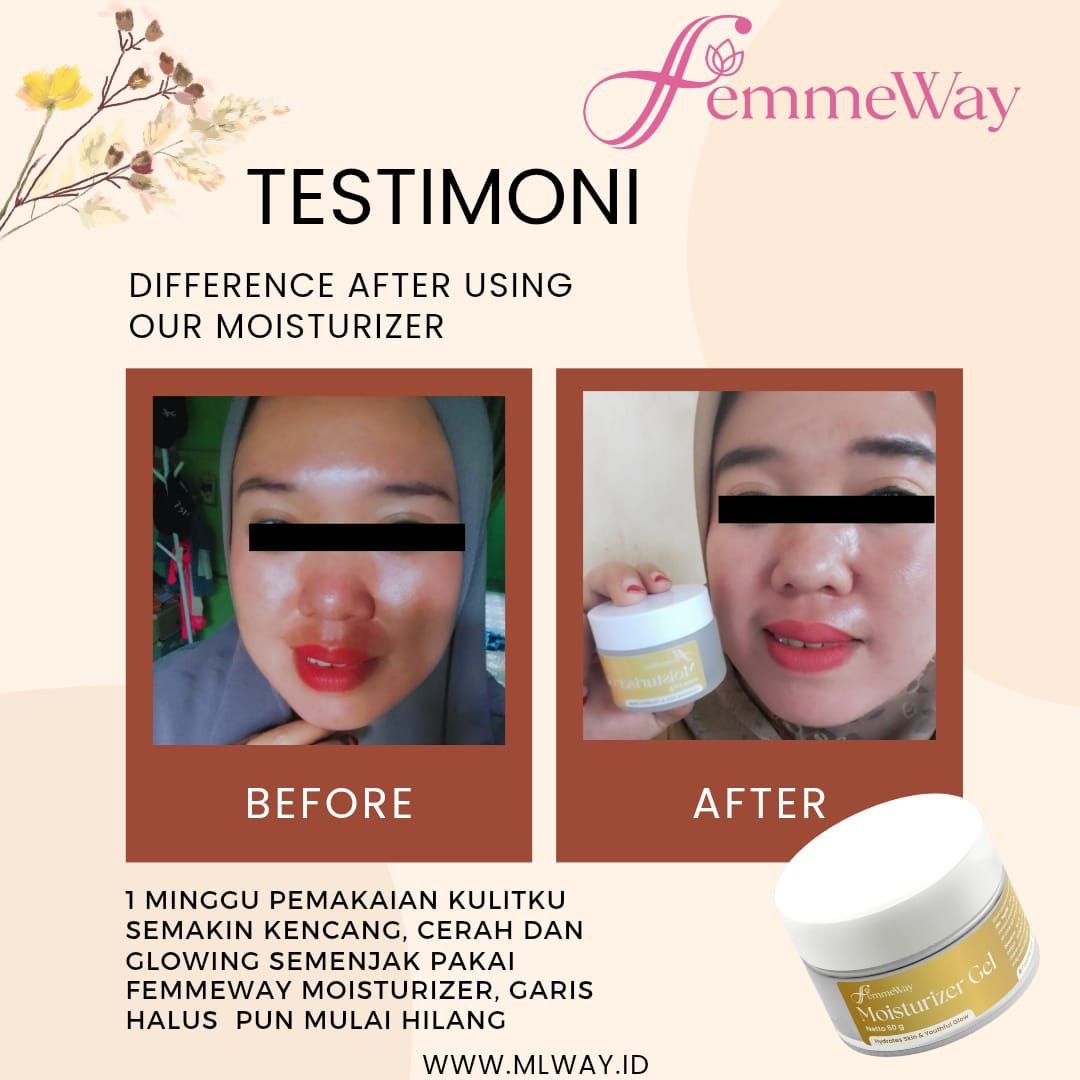 FemmeWay
TESTIMONI
DIFFERENCE AFTER USING
OUR MOISTURIZER
BEFORE
AFTER
1 MINGGU PEMAKAIAN KULITKU
SEMAKIN KENCANG, CERAH DAN
GLOWING SEMENJAK PAKAI
FEMMEWAY MOISTURIZER, GARIS
HALUS PUN MULAI HILANG
FemmeWay
Moisturizer Gel
Netto 50 g
Hydrates Skin & Youthful Glow
WWW.MLWAY.ID